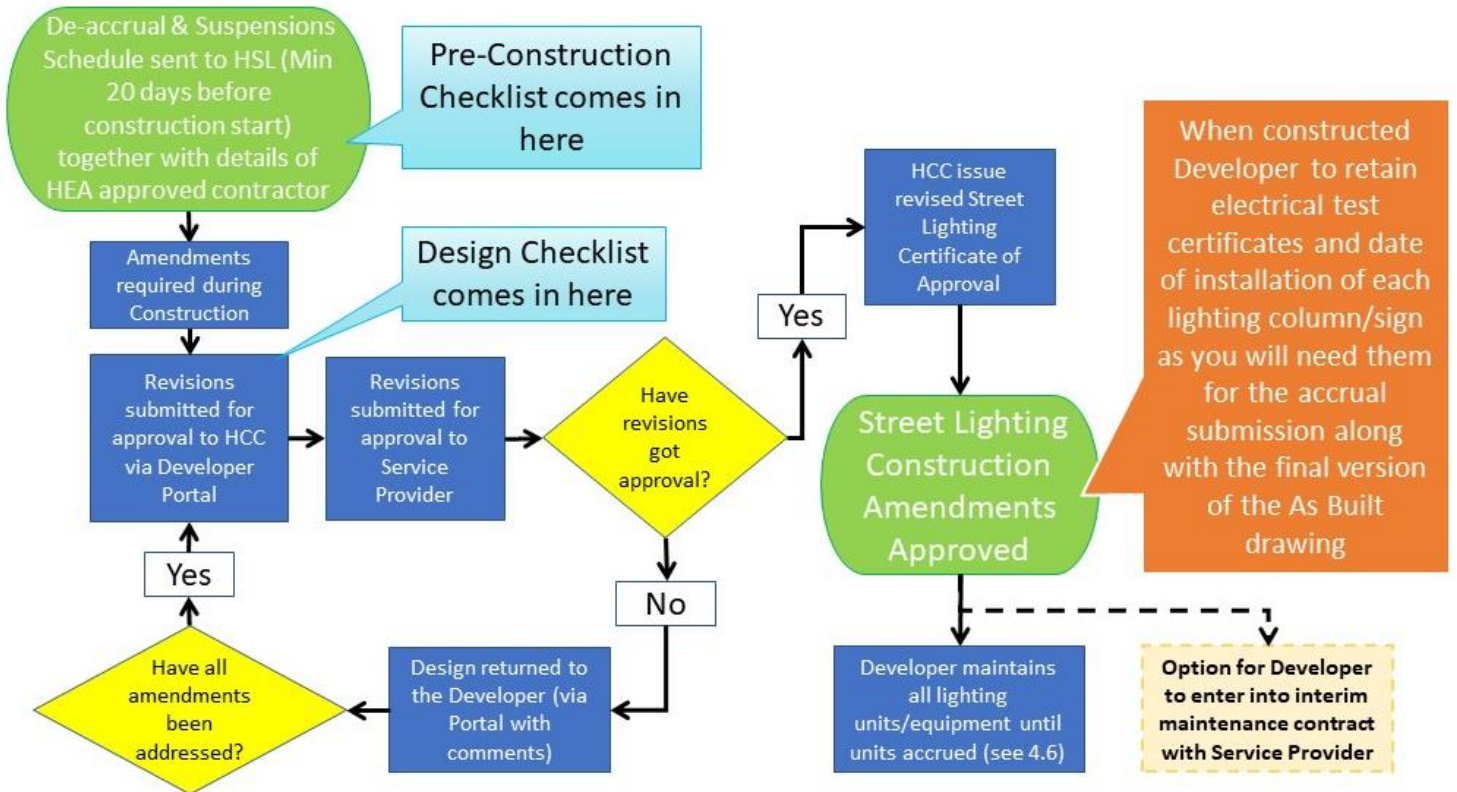 De-accrual & Suspensions
Schedule sent to HSL (Min
20 days before
construction start)
together with details of
HEA approved contractor
Pre-Construction
Checklist comes in
here
Amendments
required during
Construction
Design Checklist
comes in here
Revisions
submitted for
approval to HCC
via Developer
Portal
Revisions
submitted for
approval to
Service
Provider
Have
revisions
got
approval?
Yes
HCC issue
revised Street
Lighting
Certificate of
Approval
When constructed
Developer to retain
electrical test
certificates and date
of installation of each
lighting column/sign
as you will need them
for the accrual
submission along
with the final version
of the As Built
drawing
Street Lighting
Construction
Amendments
Approved
No
Design returned to
the Developer (via
Portal with
comments)
Have all
amendments
been
addressed?
Yes
Developer maintains
all lighting
units/equipment until
units accrued (see 4.6)
Option for Developer
to enter into interim
maintenance contract
with Service Provider